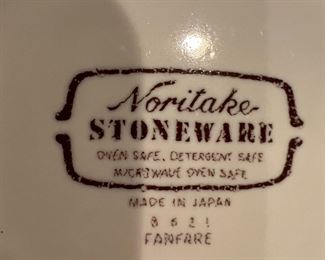 Noritake
STONEWARE
OVEN SAFE, DETERGENT SAFE
MICROWAVE OVEN SAFE
MADE IN JAPAN
8621
FANFARE